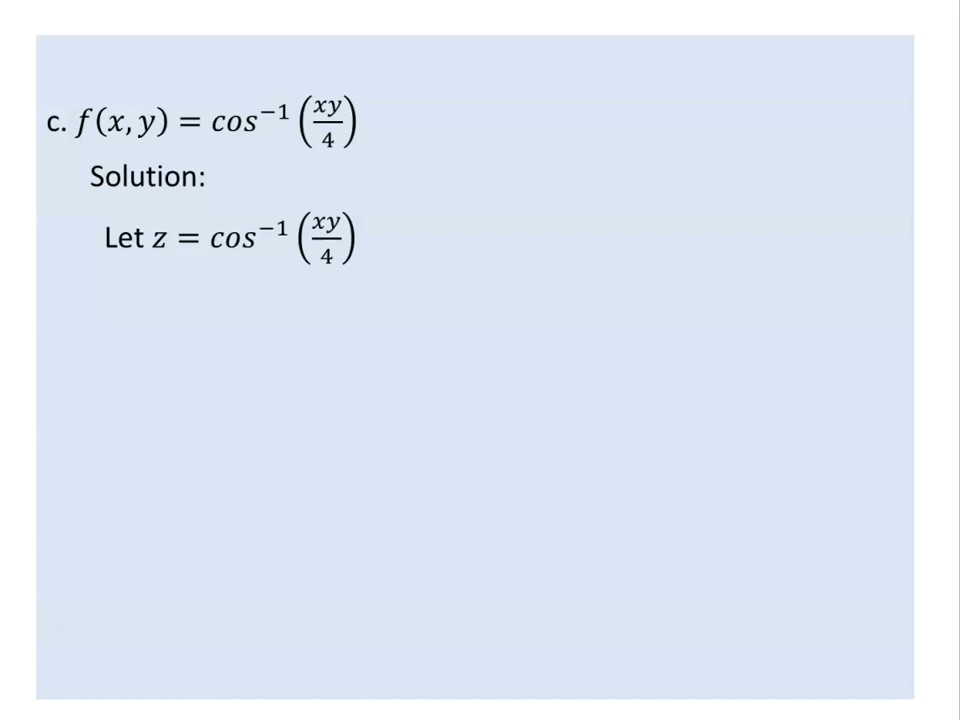 c. f(x, y) = cos⁻¹ (xy/4)
Solution:
Let z = cos⁻¹ (xy/4)